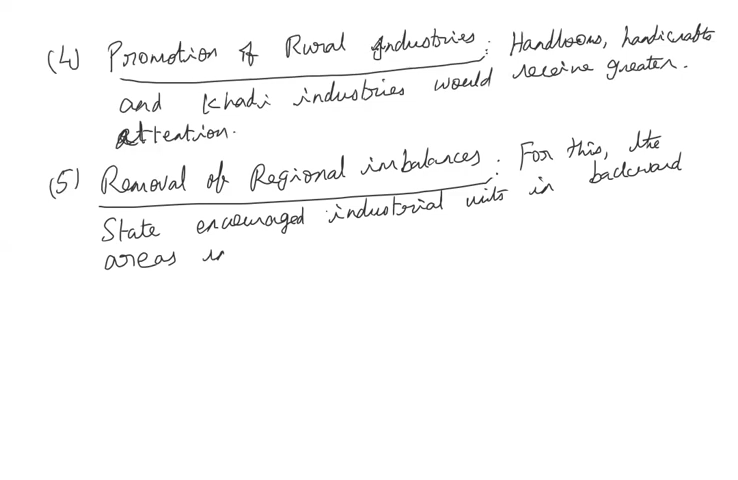 (4) Promotion of Rural Industries: Handlooms, handicrafts
and Khadi industries would receive greater.
attention.
(5) Removal of Regional imbalances: For this, the
State encouraged industrial units in backward
areas in